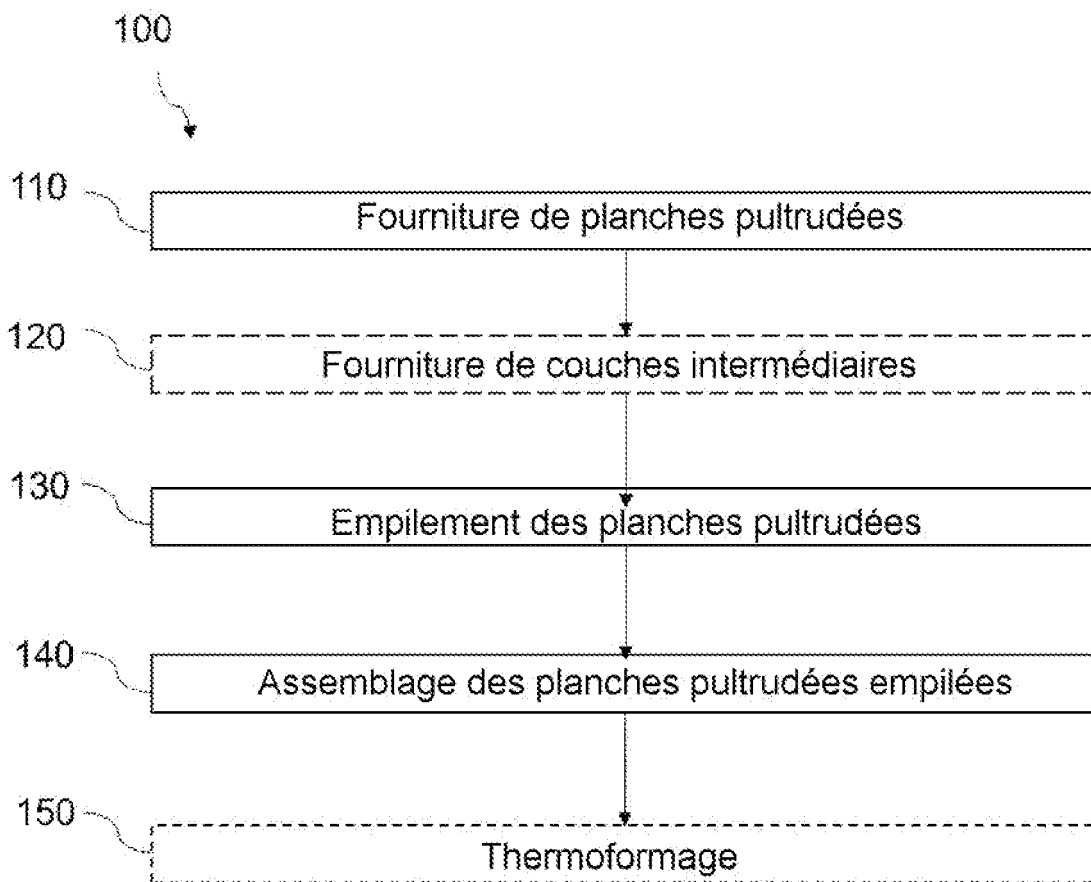 100
110
Fourniture de planches pultrudées
120
Fourniture de couches intermédiaires
130
Empilement des planches pultrudées
140
Assemblage des planches pultrudées empilées
150
Thermoformage